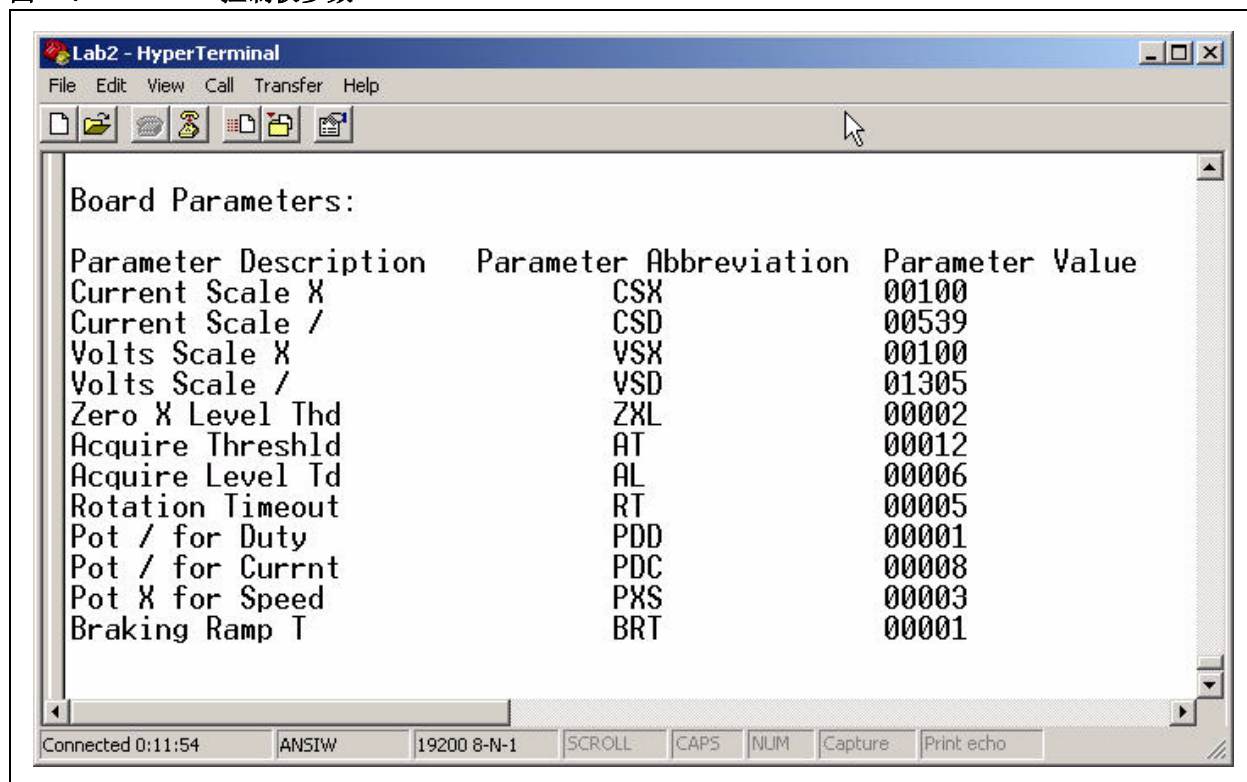 Lab2 - HyperTerminal
File Edit View Call Transfer Help
Board Parameters:
Parameter Description Parameter Abbreviation Parameter Value
Current Scale X CSX 00100
Current Scale / CSD 00539
Volts Scale X VSX 00100
Volts Scale / VSD 01305
Zero X Level Thd ZXL 00002
Acquire Threshld AT 00012
Acquire Level Td AL 00006
Rotation Timeout RT 00005
Pot / for Duty PDD 00001
Pot / for Currnt PDC 00008
Pot X for Speed PXS 00003
Braking Ramp T BRT 00001
Connected 0:11:54 ANSIW 19200 8-N-1 SCROLL CAPS NUM Capture Print echo